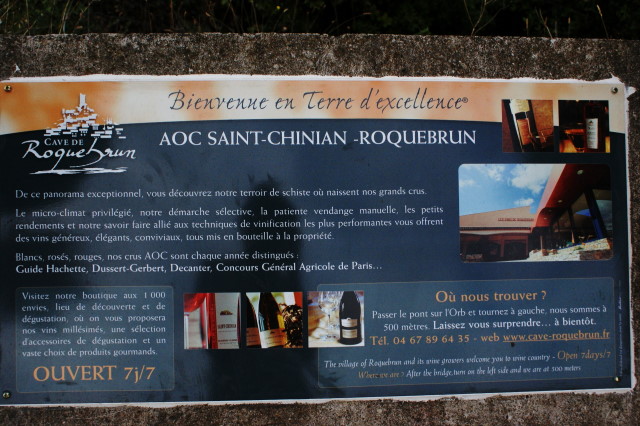 Bienvenue en Terre d'excellence®
CAVE DE
Roquebrun
AOC SAINT-CHINIAN -ROQUEBRUN
De ce panorama exceptionnel, vous découvrez notre terroir de schiste où naissent nos grands crus.
Le micro-climat privilégié, notre démarche sélective, la patiente vendange manuelle, les petits
rendements et notre savoir faire allié aux techniques de vinification les plus performantes vous offrent
des vins généreux, élégants, conviviaux, tous mis en bouteille à la propriété.
Blancs, rosés, rouges, nos crus AOC sont chaque année distingués :
Guide Hachette, Dussert-Gerbert, Decanter, Concours Général Agricole de Paris...
Visitez notre boutique aux 1 000
envies, lieu de découverte et de
dégustation, où on vous proposera
nos vins millésimés, une sélection
d'accessoires de dégustation et un
vaste choix de produits gourmands.
OUVERT 7j/7
Où nous trouver ?
Passer le pont sur l'Orb et tournez à gauche, nous sommes à
500 mètres. Laissez vous surprendre... à bientôt.
Tél. 04 67 89 64 35 - web www.cave-roquebrun.fr
The village of Roquebrun and its wine growers welcome you to wine country - Open 7days/7
Where we are ? After the bridge, turn on the left side and we are at 500 meters